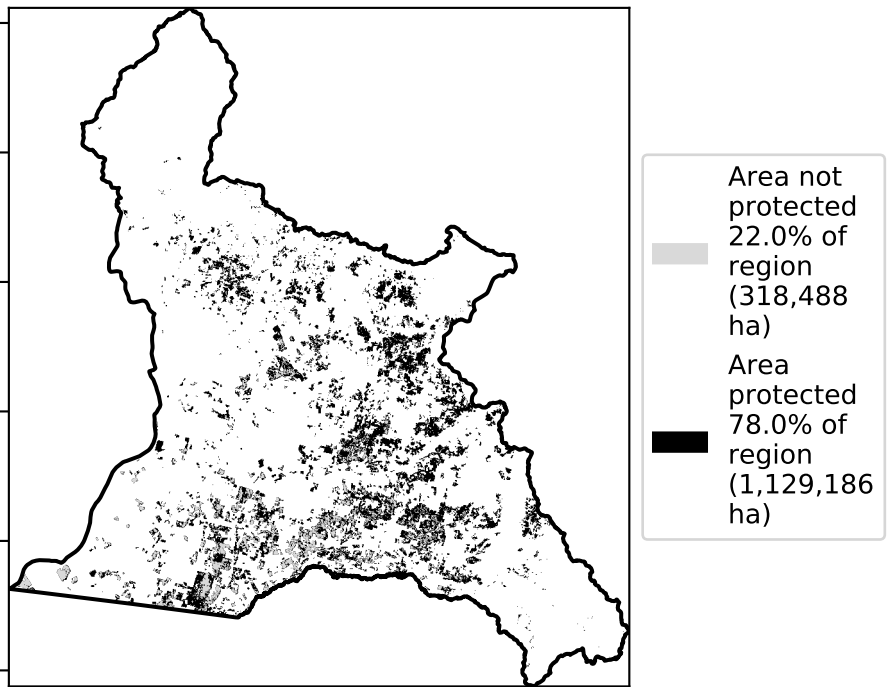 Area not
protected
22.0% of
region
(318,488
ha)
Area
protected
78.0% of
region
(1,129,186
ha)